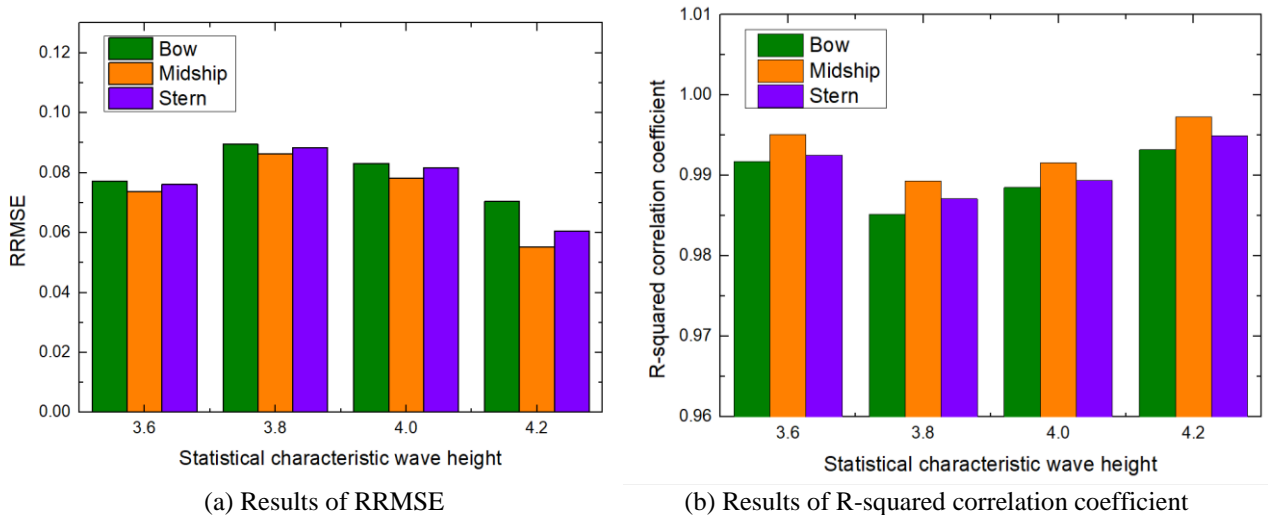 0.12
0.10
0.08
0.06
0.04
0.02
0.00
RRMSE
Bow
Midship
Stern
3.6 3.8 4.0 4.2
Statistical characteristic wave height
(a) Results of RRMSE
1.01
1.00
0.99
0.98
0.97
0.96
R-squared correlation coefficient
Bow
Midship
Stern
3.6 3.8 4.0 4.2
Statistical characteristic wave height
(b) Results of R-squared correlation coefficient